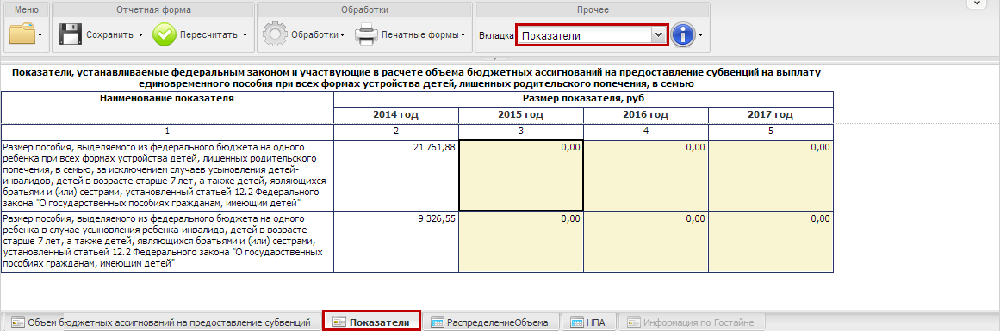 Меню
Отчетная форма
Обработки
Прочее
Сохранить
Пересчитать
Обработки
Печатные формы
Вкладка
Показатели
Показатели, устанавливаемые федеральным законом и участвующие в расчете объема бюджетных ассигнований на предоставление субвенций на выплату
единовременного пособия при всех формах устройства детей, лишенных родительского попечения, в семью
Наименование показателя
Размер показателя, руб
2014 год
2015 год
2016 год
2017 год
1
2
3
4
5
Размер пособия, выделяемого из федерального бюджета на одного
ребенка при всех формах устройства детей, лишенных родительского
попечения, в семью, за исключением случаев усыновления детей-
инвалидов, детей в возрасте старше 7 лет, а также детей, являющихся
братьями и (или) сестрами, установленный статьей 12.2 Федерального
закона "О государственных пособиях гражданам, имеющим детей"
21 761,88
0,00
0,00
0,00
Размер пособия, выделяемого из федерального бюджета на одного
ребенка в случае усыновления ребенка-инвалида, детей в возрасте
старше 7 лет, а также детей, являющихся братьями и (или) сестрами,
установленный статьей 12.2 Федерального закона "О государственных
пособиях гражданам, имеющим детей"
9 326,55
0,00
0,00
0,00
Объем бюджетных ассигнований на предоставление субвенций
Показатели
РаспределениеОбъема
НПА
Информация по Гостайне